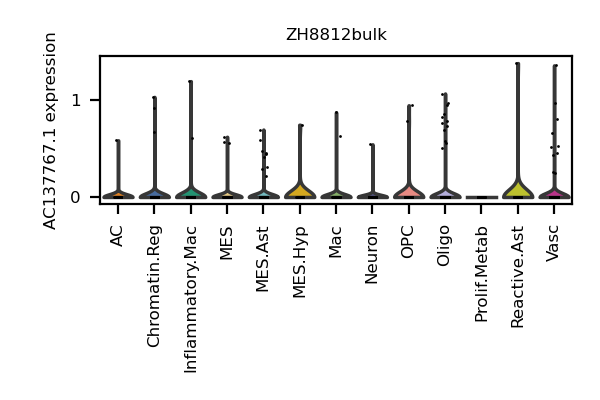 ZH8812bulk
AC137767.1 expression
1
0
AC
Chromatin.Reg
Inflammatory.Mac
MES
MES.Ast
MES.Hyp
Mac
Neuron
OPC
Oligo
Prolif.Metab
Reactive.Ast
Vasc